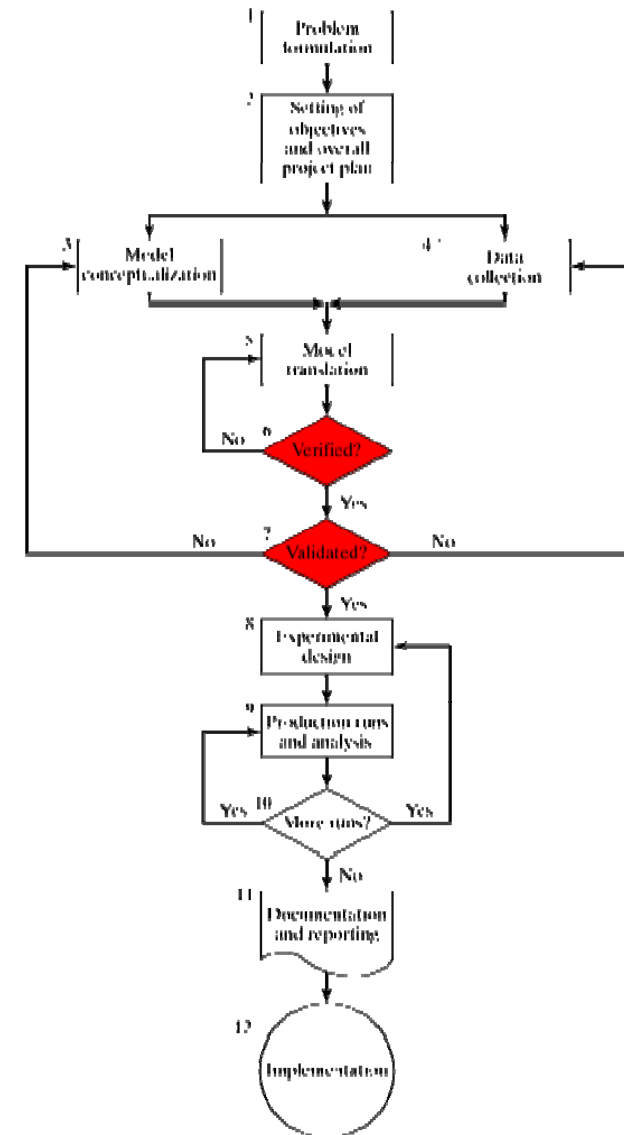 1
Problem
formulation
2
Setting of
objectives
and overall
project plan
3
Model
conceptualization
4
Data
collection
5
Model
translation
6
No
Verified?
Yes
7
No
Validated?
No
Yes
8
Experimental
design
9
Production runs
and analysis
Yes
10
More runs?
Yes
No
11
Documentation
and reporting
12
Implementation